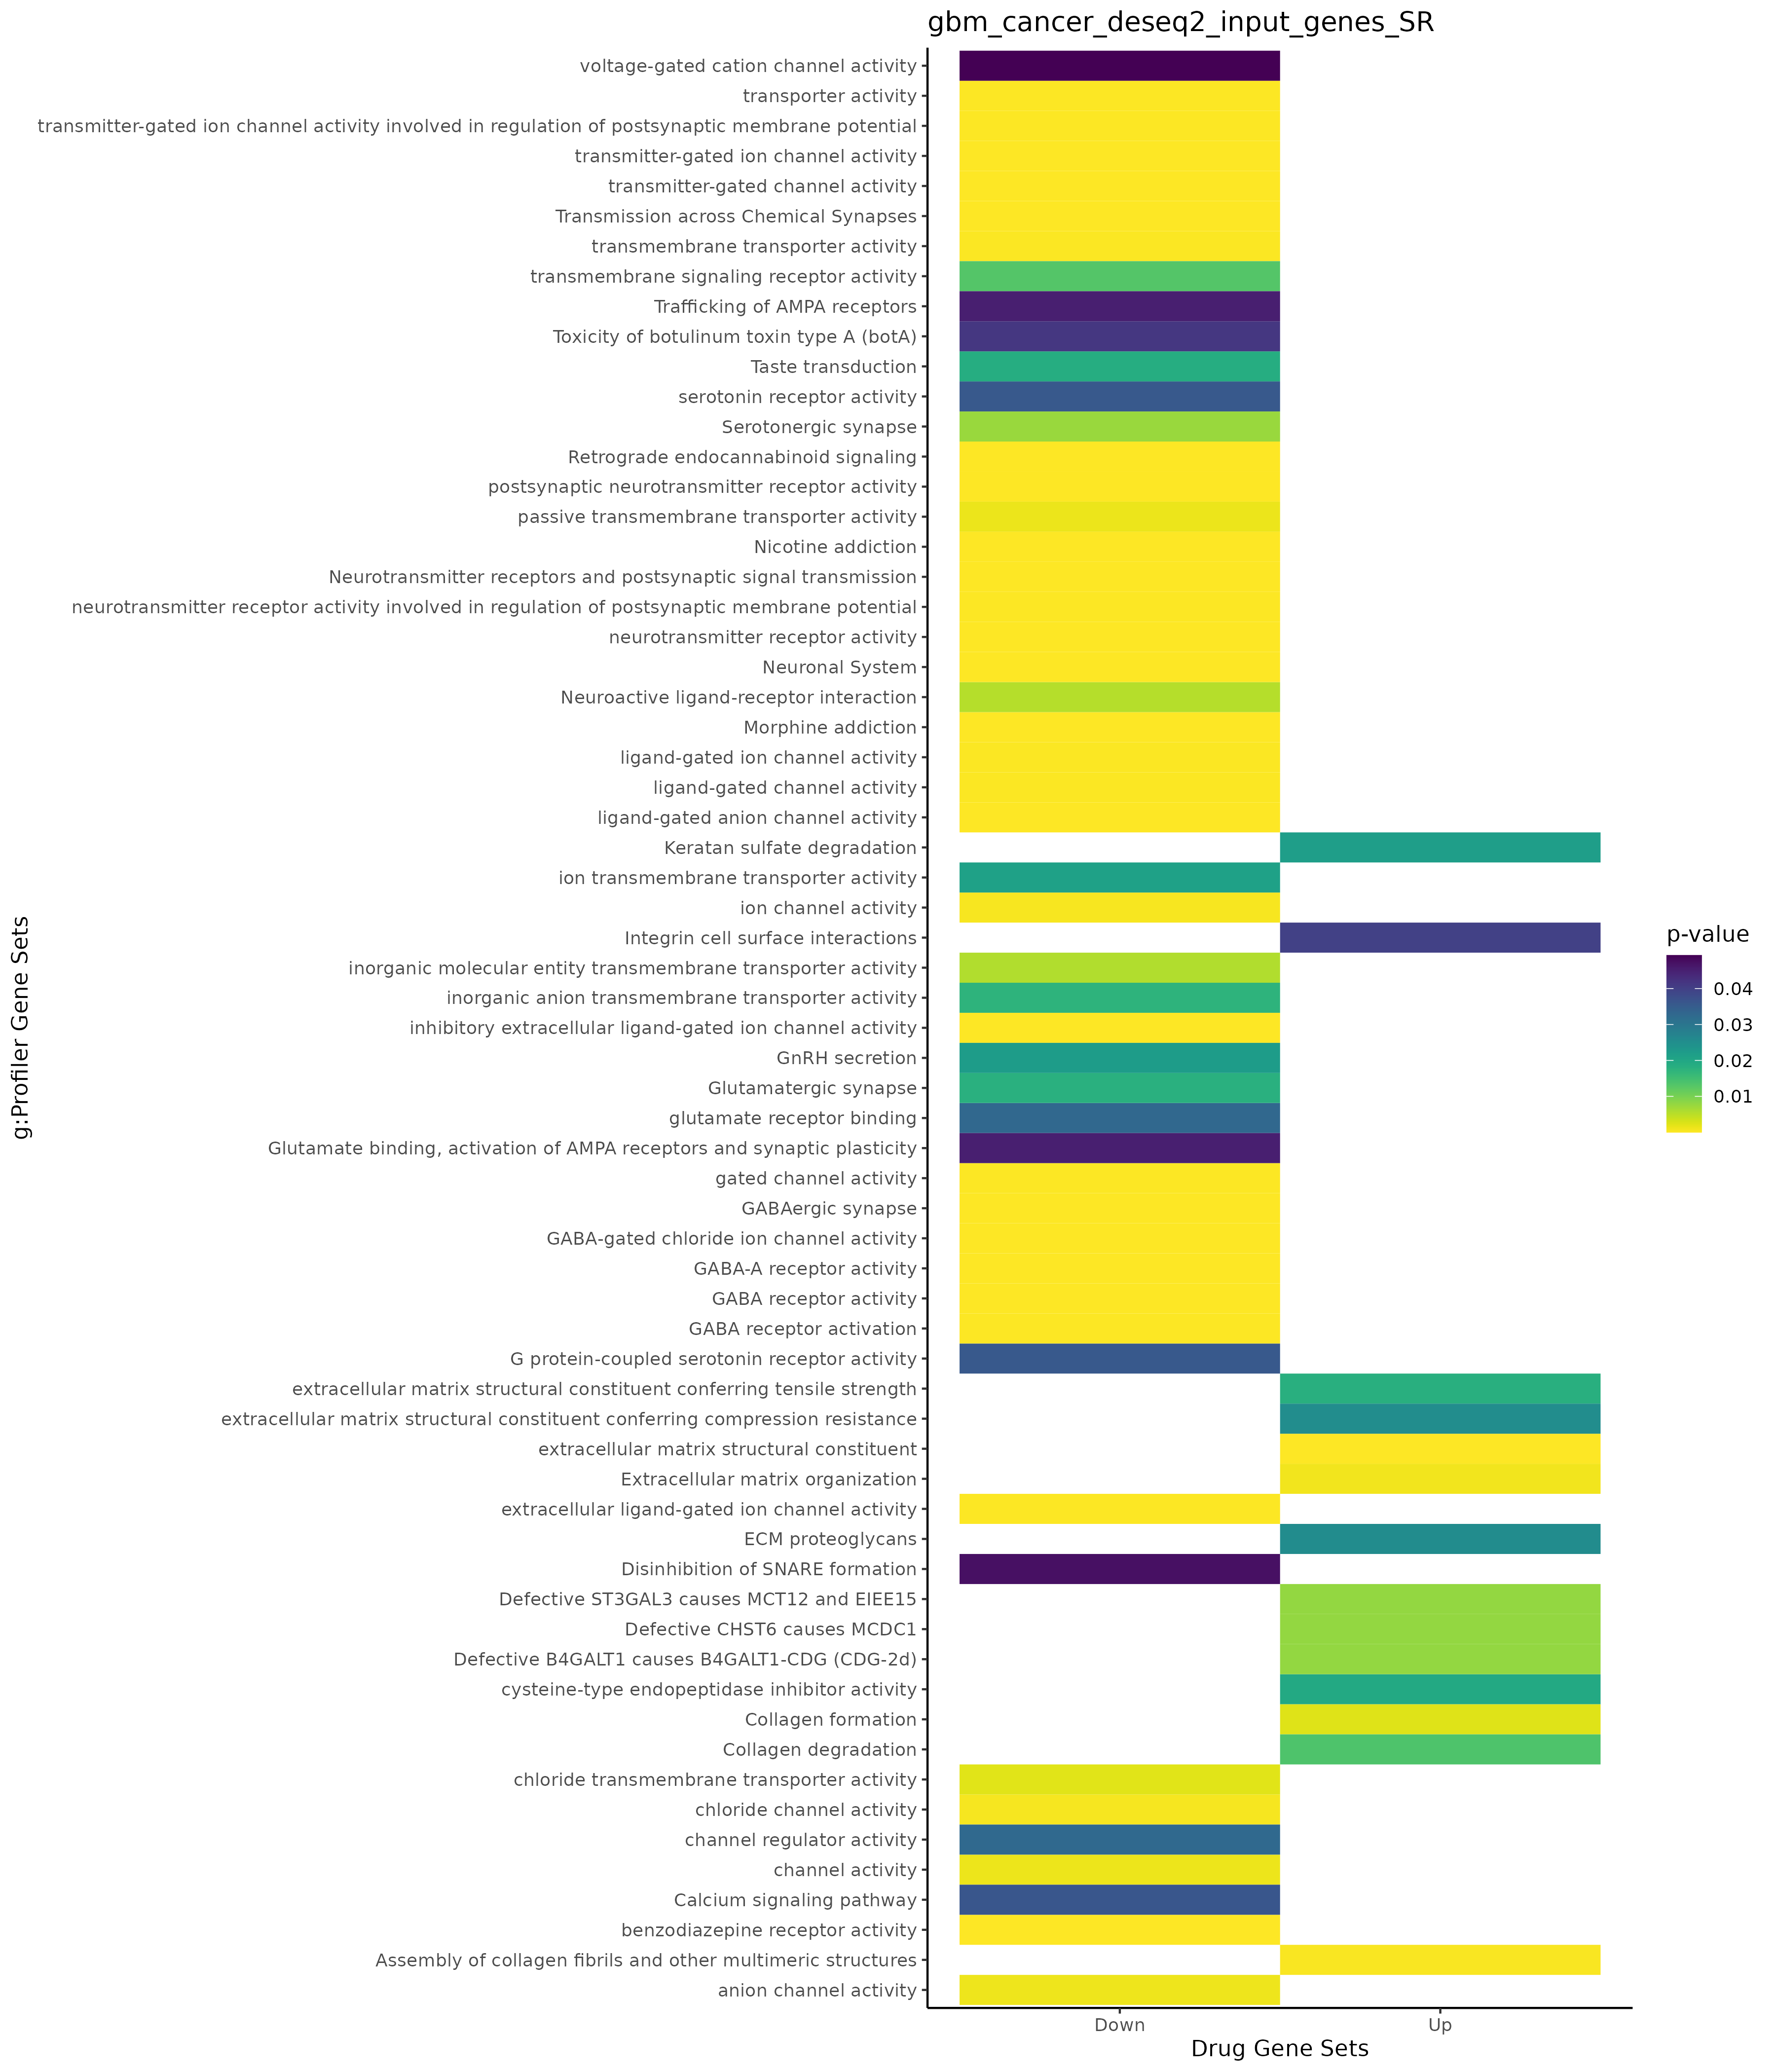 gbm_cancer_deseq2_input_genes_SR
voltage-gated cation channel activity
transporter activity
transmitter-gated ion channel activity involved in regulation of postsynaptic membrane potential
transmitter-gated ion channel activity
transmitter-gated channel activity
Transmission across Chemical Synapses
transmembrane transporter activity
transmembrane signaling receptor activity
Trafficking of AMPA receptors
Toxicity of botulinum toxin type A (botA)
Taste transduction
serotonin receptor activity
Serotonergic synapse
Retrograde endocannabinoid signaling
postsynaptic neurotransmitter receptor activity
passive transmembrane transporter activity
Nicotine addiction
Neurotransmitter receptors and postsynaptic signal transmission
neurotransmitter receptor activity involved in regulation of postsynaptic membrane potential
neurotransmitter receptor activity
Neuronal System
Neuroactive ligand-receptor interaction
Morphine addiction
ligand-gated ion channel activity
ligand-gated channel activity
ligand-gated anion channel activity
Keratan sulfate degradation
ion transmembrane transporter activity
ion channel activity
Integrin cell surface interactions
inorganic molecular entity transmembrane transporter activity
inorganic anion transmembrane transporter activity
inhibitory extracellular ligand-gated ion channel activity
GnRH secretion
Glutamatergic synapse
glutamate receptor binding
Glutamate binding, activation of AMPA receptors and synaptic plasticity
gated channel activity
GABAergic synapse
GABA-gated chloride ion channel activity
GABA-A receptor activity
GABA receptor activity
GABA receptor activation
G protein-coupled serotonin receptor activity
extracellular matrix structural constituent conferring tensile strength
extracellular matrix structural constituent conferring compression resistance
extracellular matrix structural constituent
Extracellular matrix organization
extracellular ligand-gated ion channel activity
ECM proteoglycans
Disinhibition of SNARE formation
Defective ST3GAL3 causes MCT12 and EIEE15
Defective CHST6 causes MCDC1
Defective B4GALT1 causes B4GALT1-CDG (CDG-2d)
cysteine-type endopeptidase inhibitor activity
Collagen formation
Collagen degradation
chloride transmembrane transporter activity
chloride channel activity
channel regulator activity
channel activity
Calcium signaling pathway
benzodiazepine receptor activity
Assembly of collagen fibrils and other multimeric structures
anion channel activity
g:Profiler Gene Sets
Down
Up
Drug Gene Sets
p-value
0.04
0.03
0.02
0.01